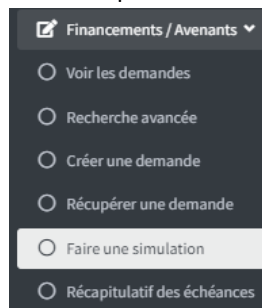 Financements / Avenants
Voir les demandes
Recherche avancée
Créer une demande
Récupérer une demande
Faire une simulation
Récapitulatif des échéances